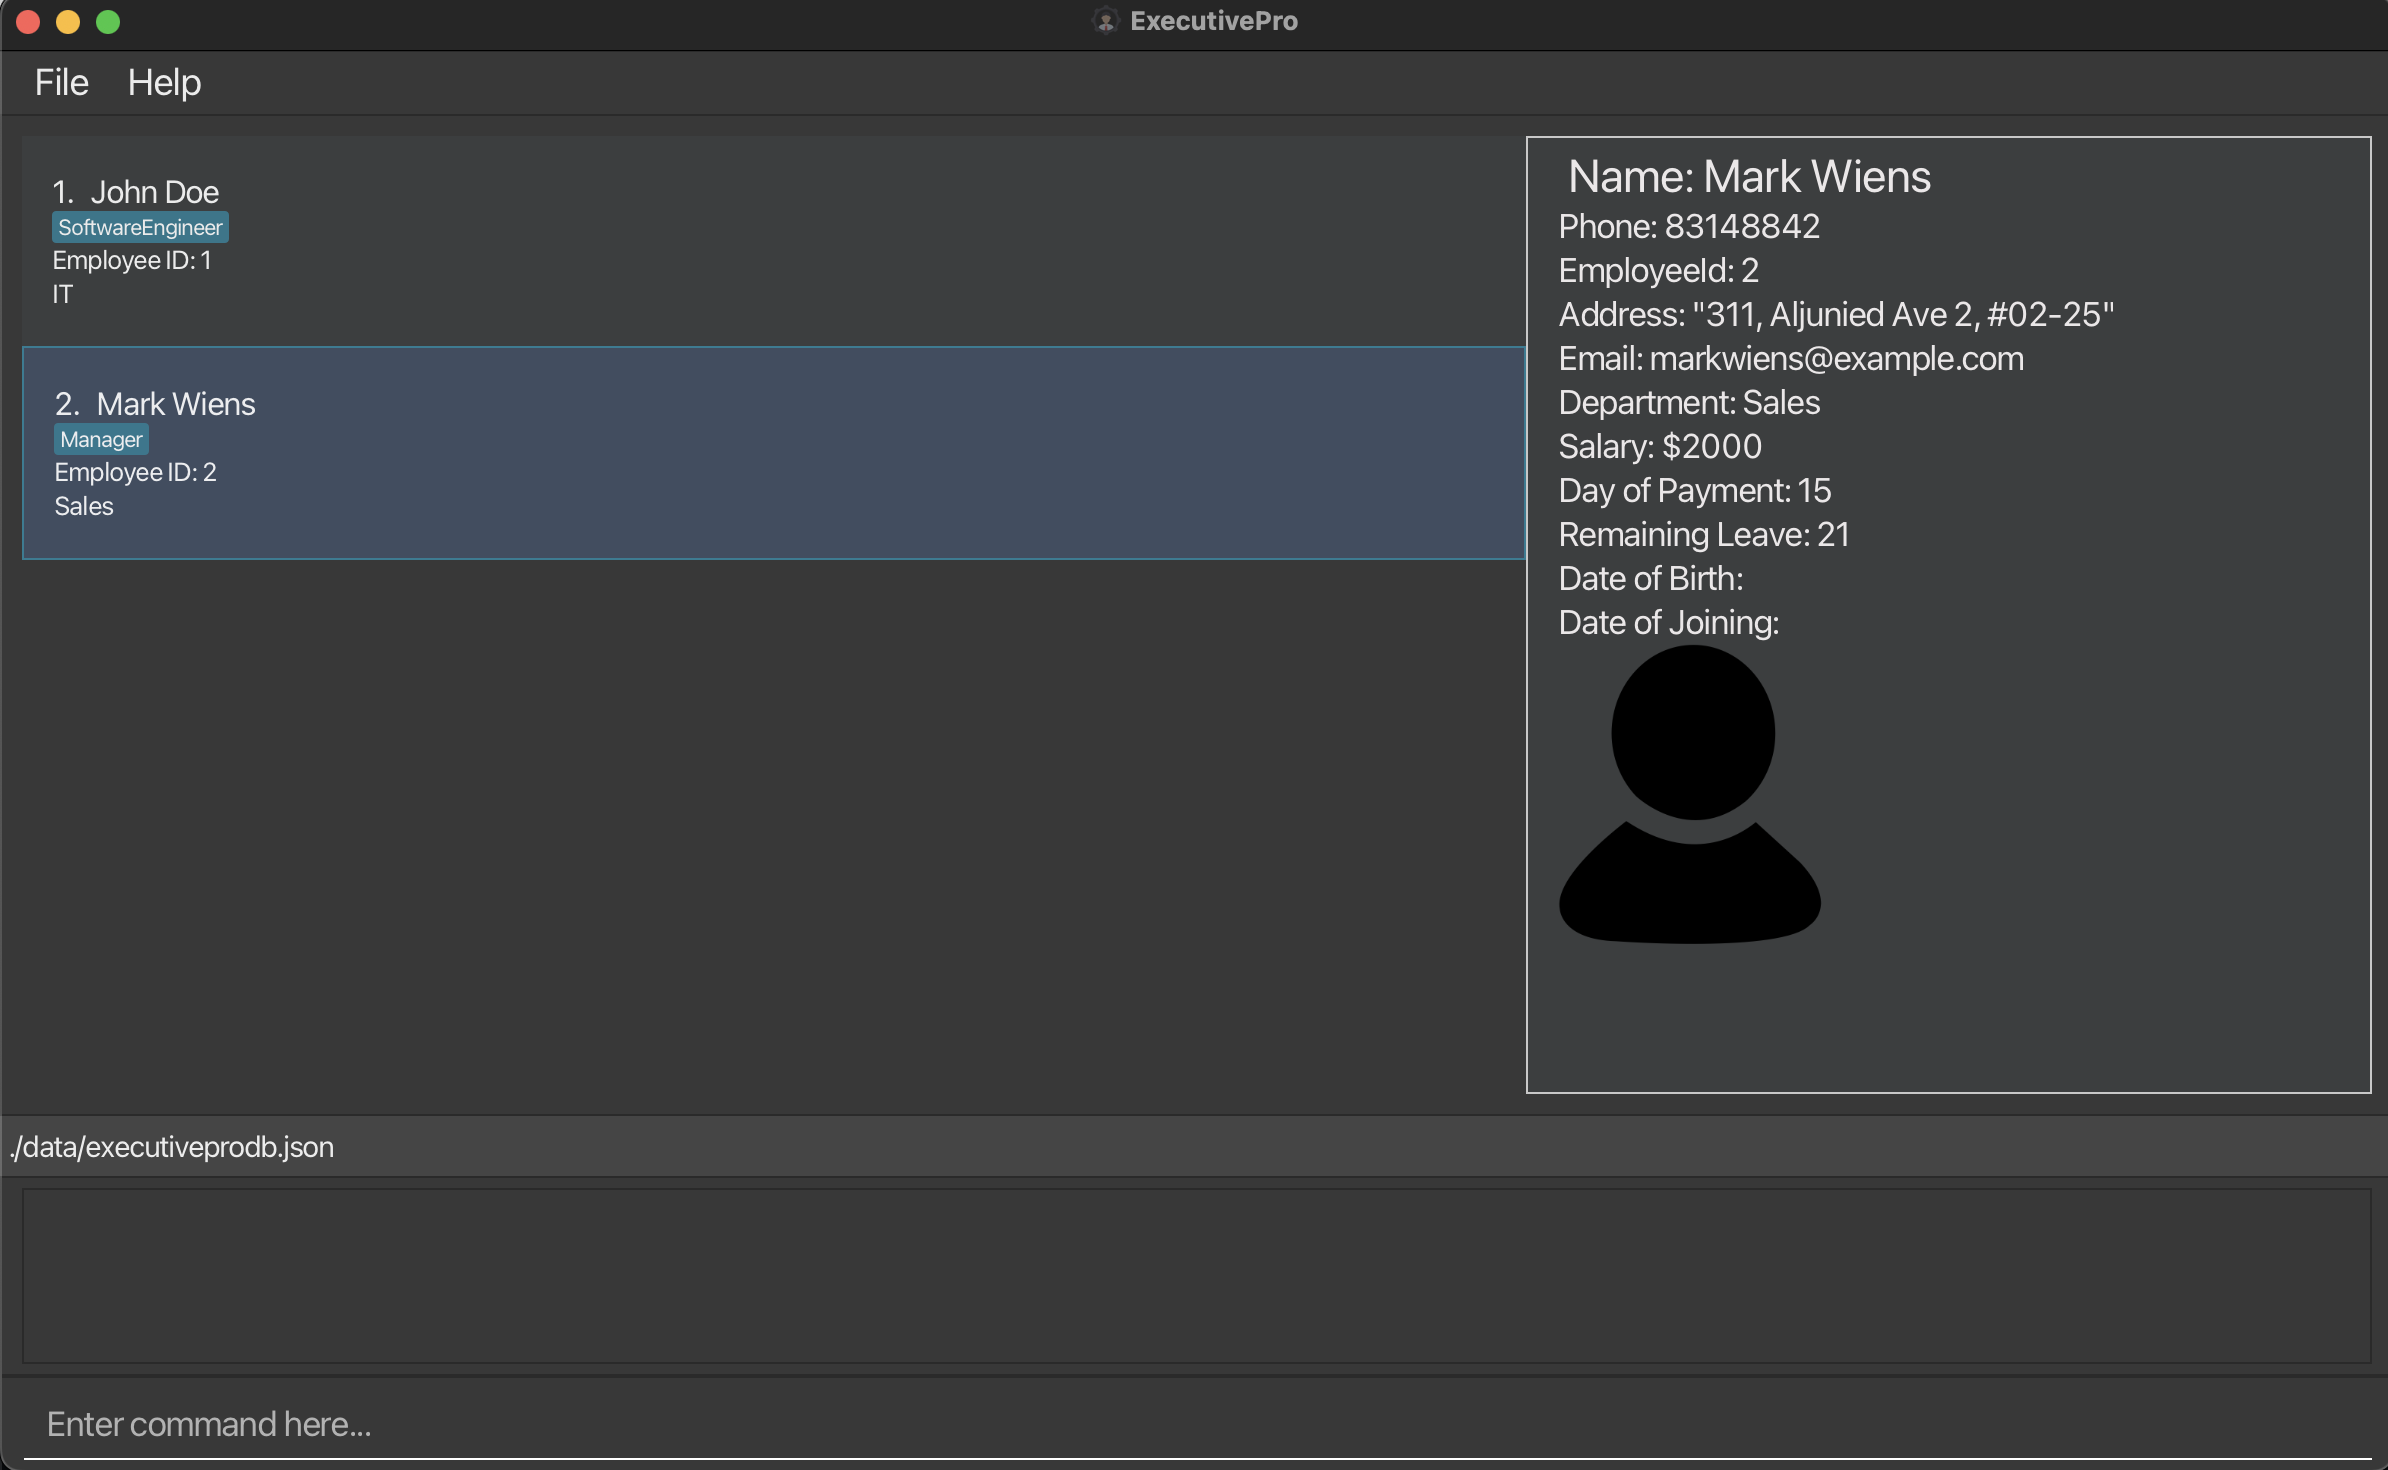 ExecutivePro
File Help
1. John Doe
SoftwareEngineer
Employee ID: 1
IT
2. Mark Wiens
Manager
Employee ID: 2
Sales
Name: Mark Wiens
Phone: 83148842
EmployeeId: 2
Address: "311, Aljunied Ave 2, #02-25"
Email: markwiens@example.com
Department: Sales
Salary: $2000
Day of Payment: 15
Remaining Leave: 21
Date of Birth:
Date of Joining:
./data/executiveprodb.json
Enter command here...